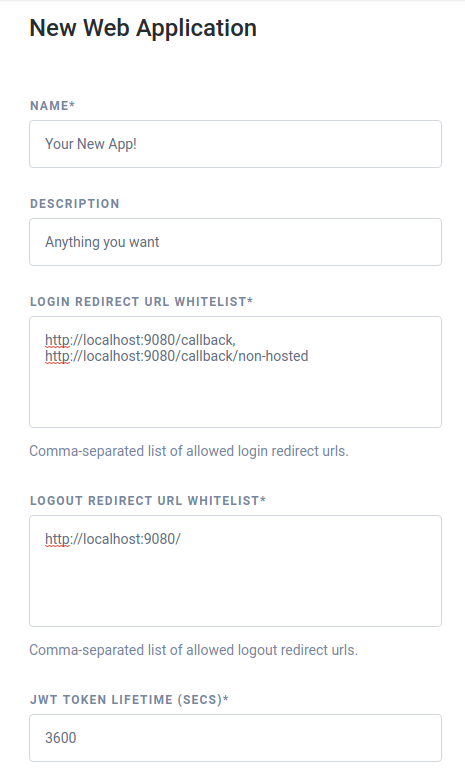 New Web Application
NAME*
Your New App!
DESCRIPTION
Anything you want
LOGIN REDIRECT URL WHITELIST*
http://localhost:9080/callback,
http://localhost:9080/callback/non-hosted
Comma-separated list of allowed login redirect urls.
LOGOUT REDIRECT URL WHITELIST*
http://localhost:9080/
Comma-separated list of allowed logout redirect urls.
JWT TOKEN LIFETIME (SECS)*
3600